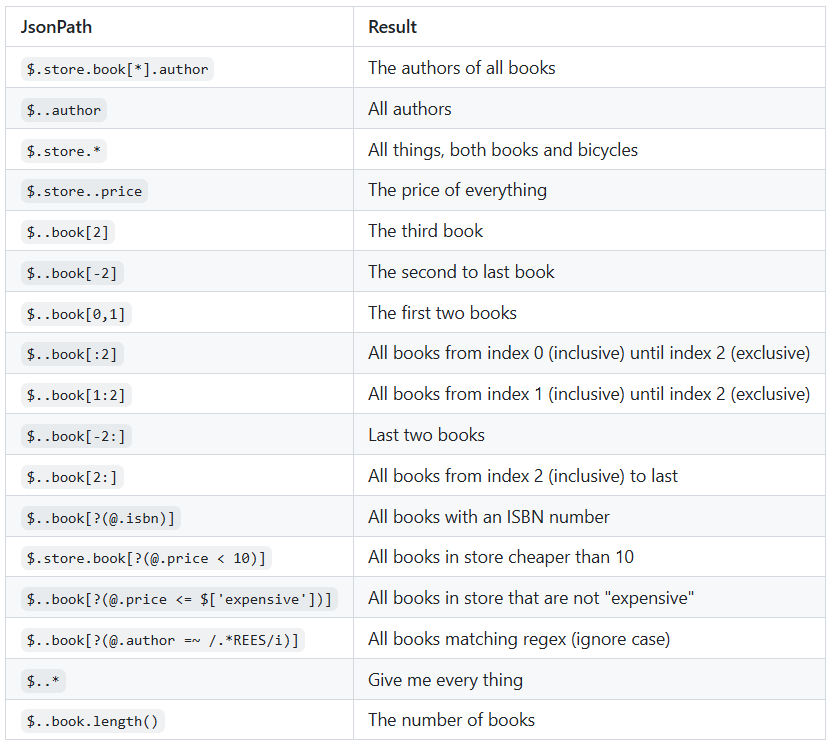 JsonPath Result
$.store.book[*].author The authors of all books
$..author All authors
$.store.* All things, both books and bicycles
$.store..price The price of everything
$..book[2] The third book
$..book[-2] The second to last book
$..book[0,1] The first two books
$..book[:2] All books from index 0 (inclusive) until index 2 (exclusive)
$..book[1:2] All books from index 1 (inclusive) until index 2 (exclusive)
$..book[-2:] Last two books
$..book[2:] All books from index 2 (inclusive) to last
$..book[?(@.isbn)] All books with an ISBN number
$.store.book[?(@.price < 10)] All books in store cheaper than 10
$..book[?(@.price <= $['expensive'])] All books in store that are not "expensive"
$..book[?(@.author =~ /.*REES/i)] All books matching regex (ignore case)
$..* Give me every thing
$..book.length() The number of books